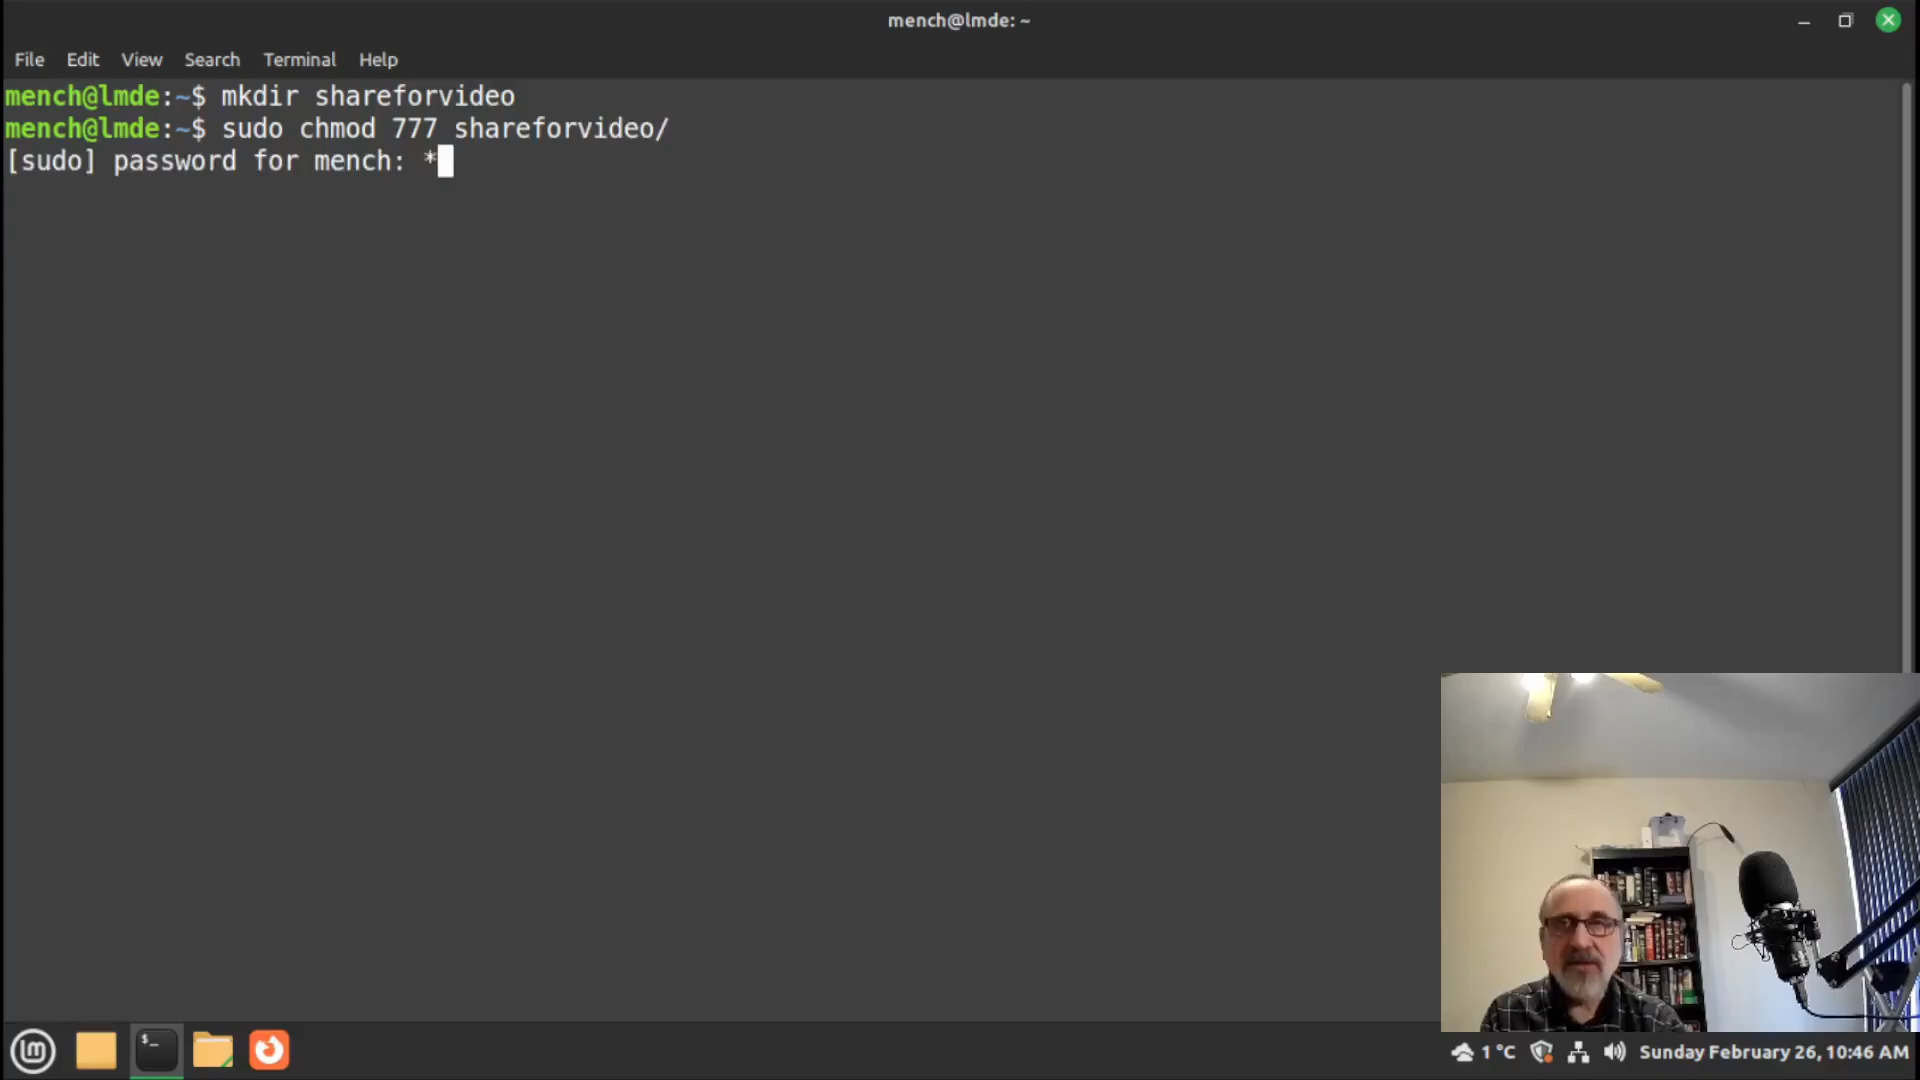 mench@lmde: ~
File Edit View Search Terminal Help
mench@lmde:~$ mkdir shareforvideo
mench@lmde:~$ sudo chmod 777 shareforvideo/
[sudo] password for mench: *
$_
lm
1 °C
Sunday February 26, 10:46 AM